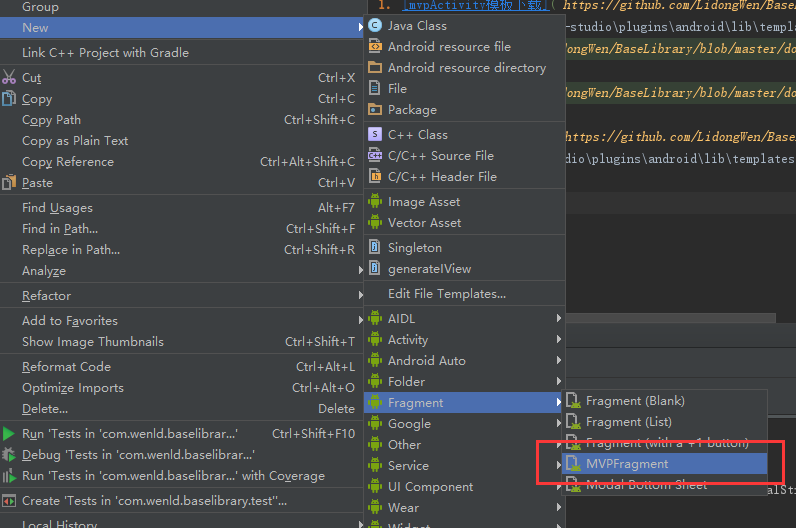 Group
New
Link C++ Project with Gradle
Cut Ctrl+X
Copy Ctrl+C
Copy Path Ctrl+Shift+C
Copy as Plain Text
Copy Reference Ctrl+Alt+Shift+C
Paste Ctrl+V
Find Usages Alt+F7
Find in Path... Ctrl+Shift+F
Replace in Path... Ctrl+Shift+R
Analyze
Refactor
Add to Favorites
Show Image Thumbnails Ctrl+Shift+T
Reformat Code Ctrl+Alt+L
Optimize Imports Ctrl+Alt+O
Delete... Delete
Run 'Tests in 'com.wenld.baselibrar...'' Ctrl+Shift+F10
Debug 'Tests in 'com.wenld.baselibrar...''
Run 'Tests in 'com.wenld.baselibrar...'' with Coverage
Create 'Tests in 'com.wenld.baselibrary.test''...
Local History
Java Class
Android resource file
Android resource directory
File
Package
C++ Class
C/C++ Source File
C/C++ Header File
Image Asset
Vector Asset
Singleton
generateIView
Edit File Templates...
AIDL
Activity
Android Auto
Folder
Fragment
Google
Other
Service
UI Component
Wear
Widget
Fragment (Blank)
Fragment (List)
Fragment (with a +1 button)
MVPFragment
Modal Bottom Sheet
1. [mvpActivity模板下载](https://github.com/LidongWen/BaseLi
-studio\plugins\android\lib\temp
dongWen/BaseLibrary/blob/master/do
dongWen/BaseLibrary/blob/master/do
https://github.com/LidongWen/Base
dio\plugins\android\lib\templates
alStr